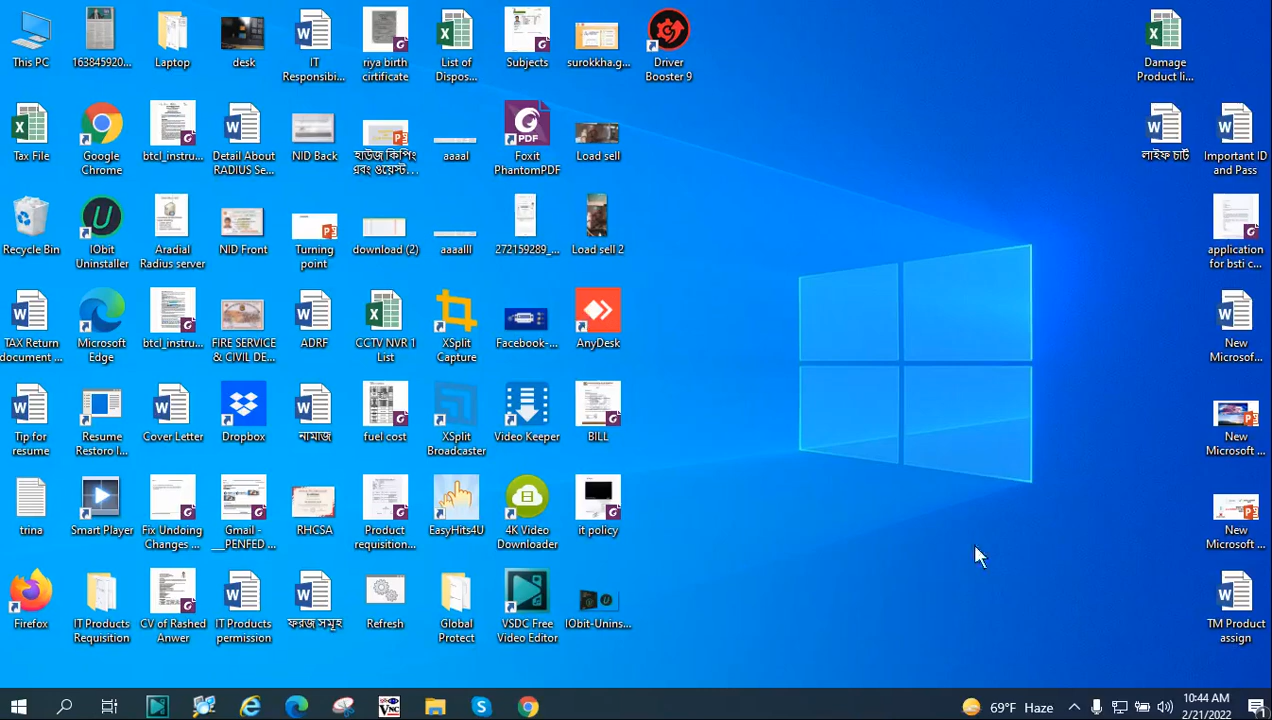 This PC
163845920...
Laptop
desk
IT
Responsibi...
riya birth
cirtificate
List of
Dispos...
Subjects
surokkha.g...
Driver
Booster 9
Damage
Product li...
Tax File
Google
Chrome
btcl_instru...
Detail About
RADIUS Se...
NID Back
হাউজ কিপিং
এবং ওয়েস্ট...
aaaal
PDF
Foxit
PhantomPDF
Load sell
লাইফ চার্ট
Important ID
and Pass
Recycle Bin
IObit
Uninstaller
Aradial
Radius server
NID Front
Turning
point
download (2)
aaaalll
272159289_...
Load sell 2
application
for bsti c...
TAX Return
document ...
Microsoft
Edge
btcl_instru...
FIRE SERVICE
& CIVIL DE...
ADRF
CCTV NVR 1
List
XSplit
Capture
Facebook-...
AnyDesk
New
Microsof...
Tip for
resume
Resume
Restoro I...
Cover Letter
Dropbox
নামাজ
fuel cost
XSplit
Broadcaster
Video Keeper
BILL
New
Microsoft ...
trina
Smart Player
Fix Undoing
Changes ...
Gmail -
__PENFED ...
RHCSA
Product
requisition...
EasyHits4U
4K Video
Downloader
it policy
New
Microsoft ...
Firefox
IT Products
Requisition
CV of Rashed
Anwer
IT Products
permission
ফরজ সমূহ
Refresh
Global
Protect
VSDC Free
Video Editor
IObit-Unins...
TM Product
assign
VNC
69°F Haze
10:44 AM
2/21/2022
1